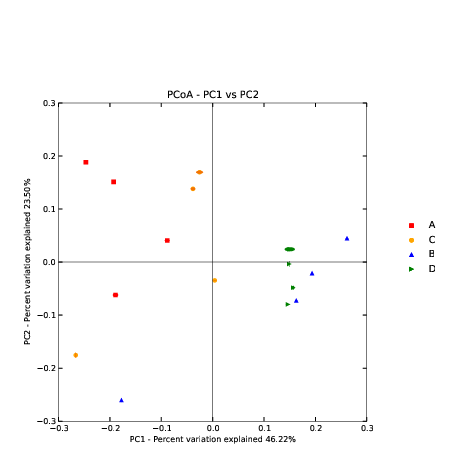 PCoA - PC1 vs PC2
0.3
0.2
0.1
0.0
−0.1
−0.2
−0.3
−0.3
−0.2
−0.1
0.0
0.1
0.2
0.3
PC1 - Percent variation explained 46.22%
PC2 - Percent variation explained 23.50%
A
C
B
D